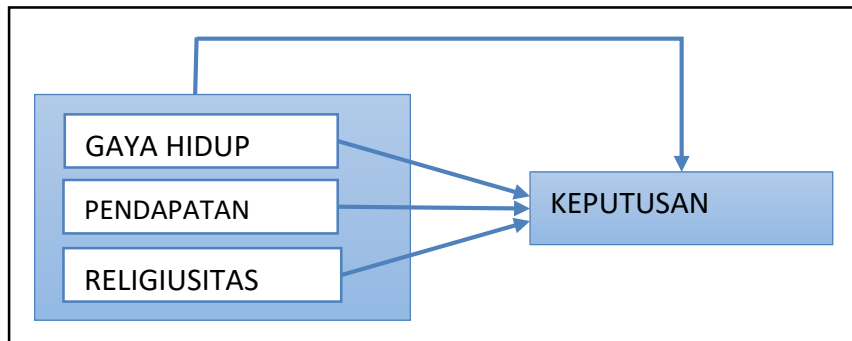 GAYA HIDUP
PENDAPATAN
KEPUTUSAN
RELIGIUSITAS